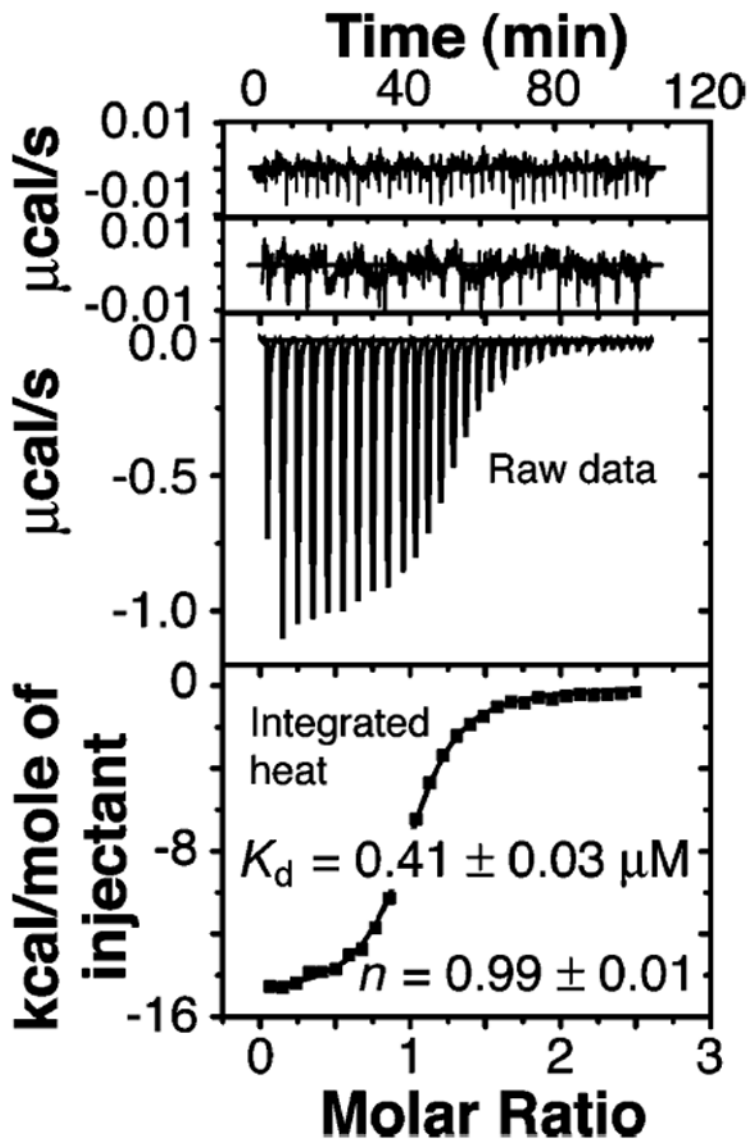 Time (min)
0 40 80 120
0.01
-0.01
μcal/s
0.01
-0.01
0.0
-0.5
-1.0
μcal/s
Raw data
0
-8
-16
kcal/mole of
injectant
Integrated
heat
Kd = 0.41 ± 0.03 μM
n = 0.99 ± 0.01
0 1 2 3
Molar Ratio